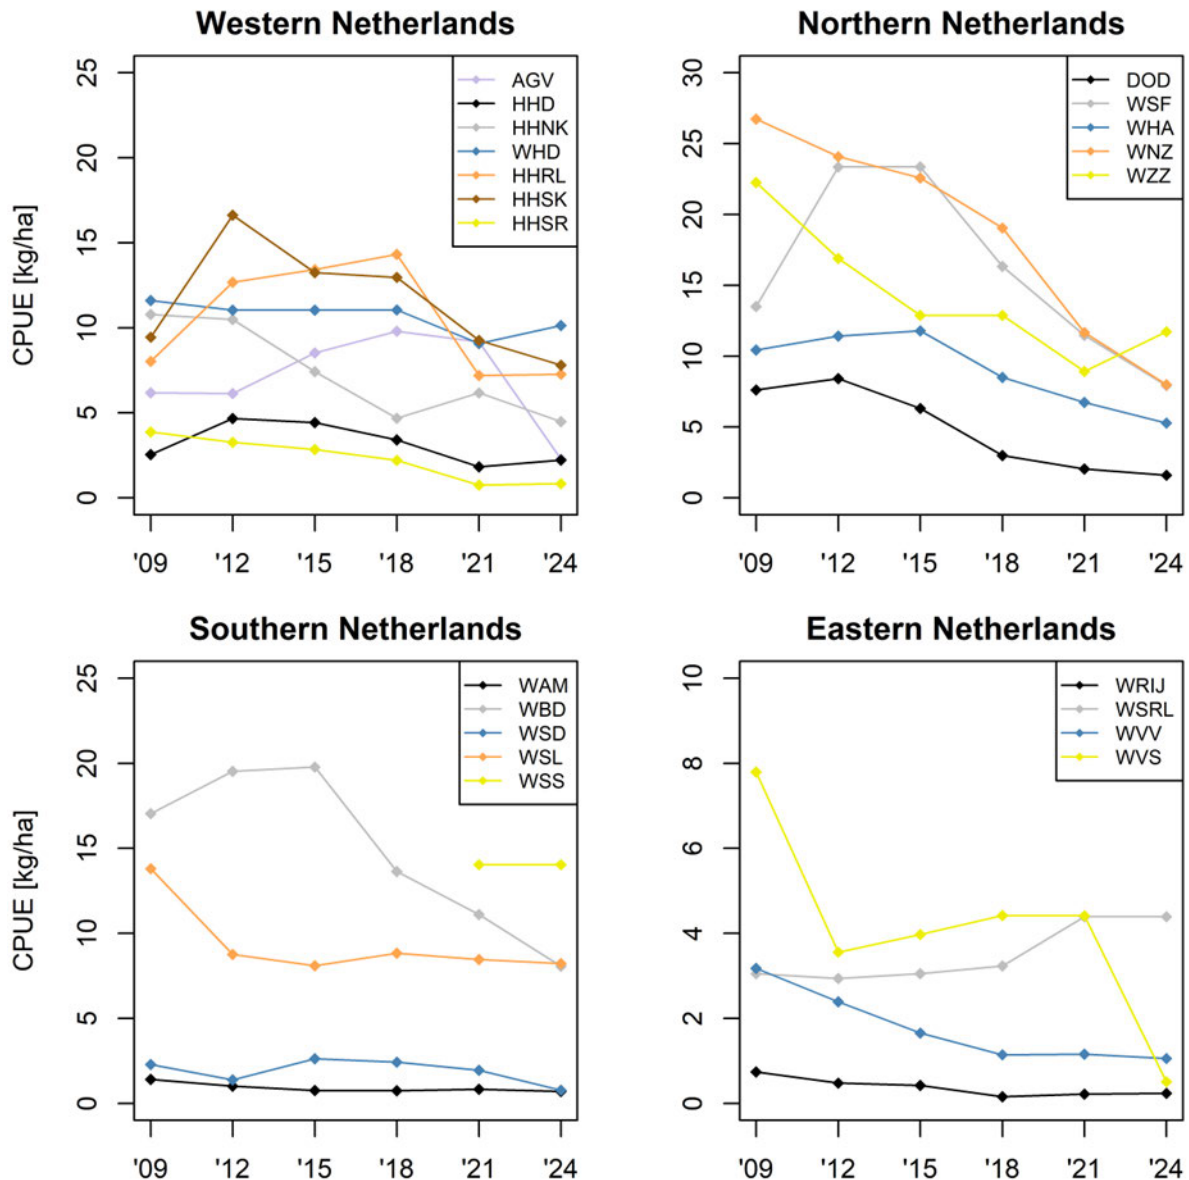 Western Netherlands
CPUE [kg/ha]
25
20
15
10
5
0
'09 '12 '15 '18 '21 '24
AGV
HHD
HHNK
WHD
HHRL
HHSK
HHSR
Northern Netherlands
30
25
20
15
10
5
0
'09 '12 '15 '18 '21 '24
DOD
WSF
WHA
WNZ
WZZ
Southern Netherlands
CPUE [kg/ha]
25
20
15
10
5
0
'09 '12 '15 '18 '21 '24
WAM
WBD
WSD
WSL
WSS
Eastern Netherlands
10
8
6
4
2
0
'09 '12 '15 '18 '21 '24
WRIJ
WSRL
WVV
WVS